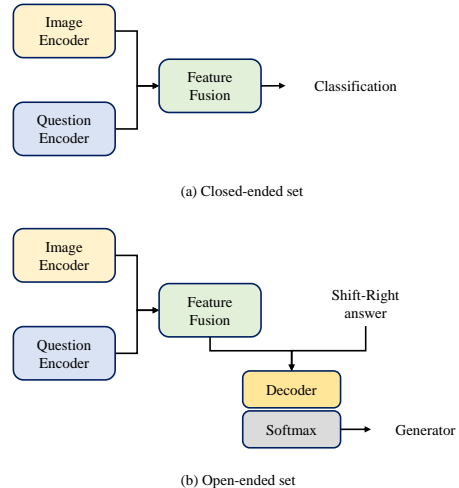 Image
Encoder
Feature
Fusion
Classification
Question
Encoder
(a) Closed-ended set
Image
Encoder
Feature
Fusion
Shift-Right
answer
Question
Encoder
Decoder
Softmax
Generator
(b) Open-ended set